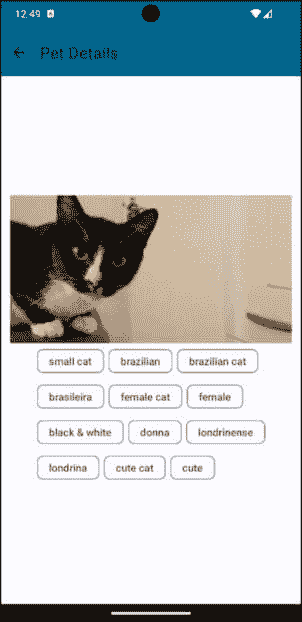 12:49
Pet Details
small cat brazilian brazilian cat
brasileira female cat female
black & white donna londrinense
londrina cute cat cute